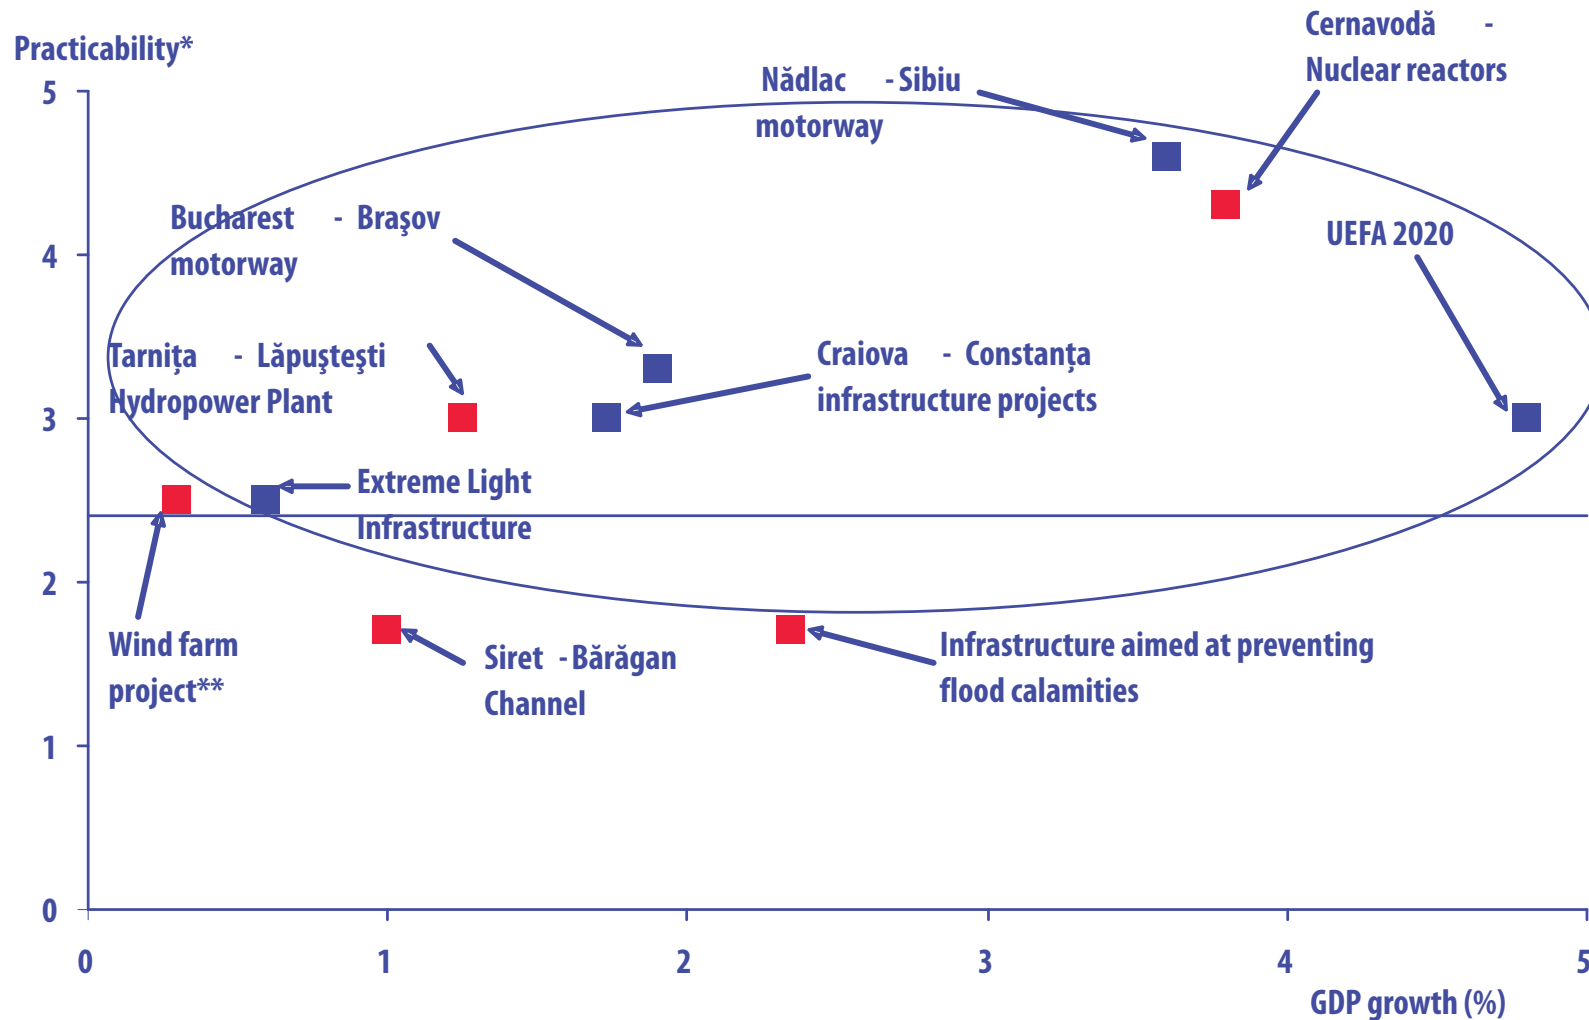 Practicability*
Cernavodă -
Nuclear reactors
Nădlac - Sibiu
motorway
Bucharest - Braşov
motorway
UEFA 2020
Tarniţa - Lăpuşteşti
Hydropower Plant
Craiova - Constanţa
infrastructure projects
Extreme Light
Infrastructure
Wind farm
project**
Siret - Bărăgan
Channel
Infrastructure aimed at preventing
flood calamities
5
4
3
2
1
0
0 1 2 3 4 5
GDP growth (%)